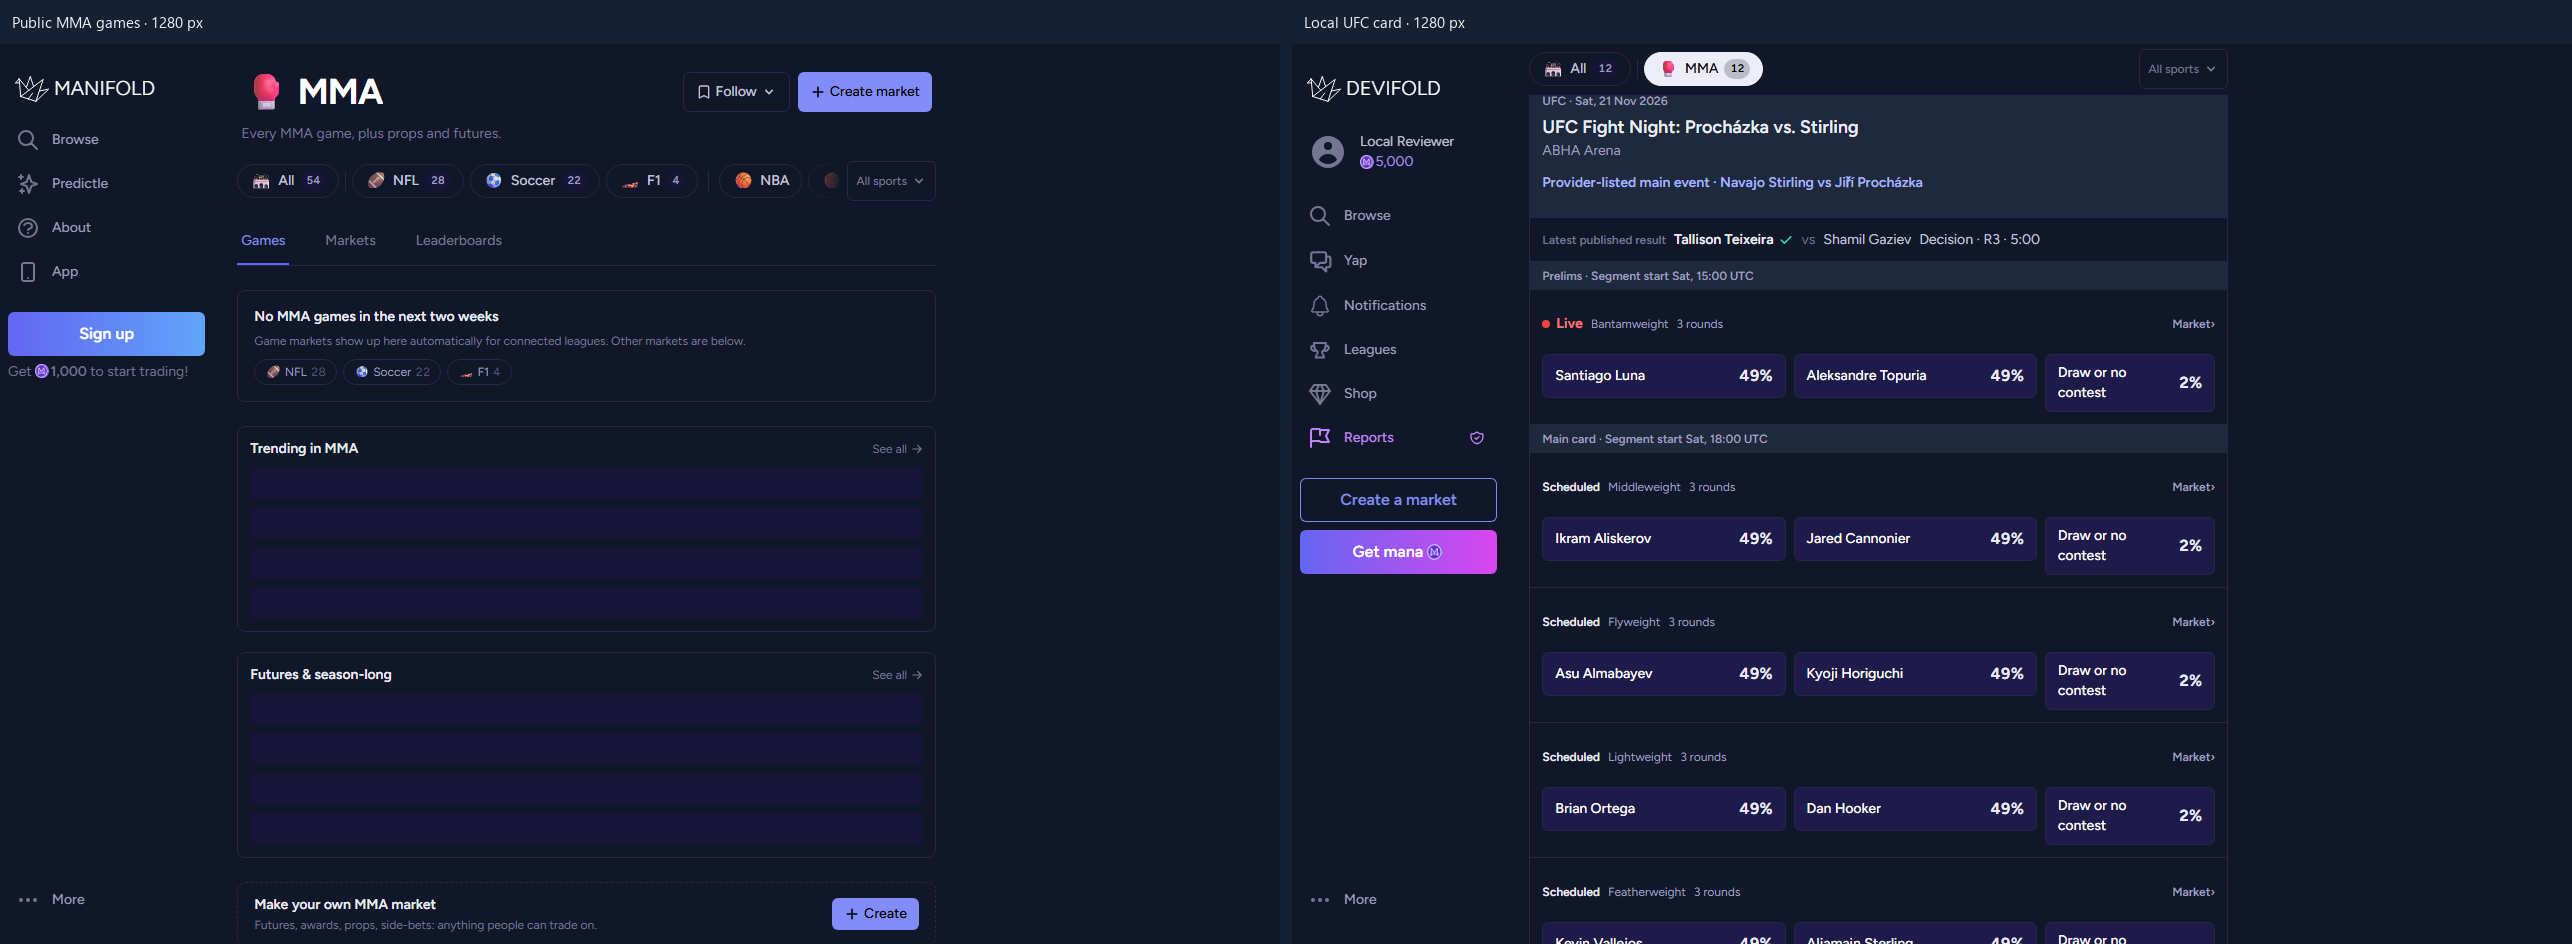 Public MMA games · 1280 px
MANIFOLD
Browse
Predictle
About
App
Sign up
Get 1,000 to start trading!
More
MMA
Follow
+ Create market
Every MMA game, plus props and futures.
All 54
NFL 28
Soccer 22
F1 4
NBA
All sports
Games
Markets
Leaderboards
No MMA games in the next two weeks
Game markets show up here automatically for connected leagues. Other markets are below.
NFL 28
Soccer 22
F1 4
Trending in MMA
See all →
Futures & season-long
See all →
Make your own MMA market
Futures, awards, props, side-bets: anything people can trade on.
+ Create
Local UFC card · 1280 px
DEVIFOLD
Local Reviewer
5,000
Browse
Yap
Notifications
Leagues
Shop
Reports
Create a market
Get mana
More
All 12
MMA 12
All sports
UFC · Sat, 21 Nov 2026
UFC Fight Night: Procházka vs. Stirling
ABHA Arena
Provider-listed main event · Navajo Stirling vs Jiří Procházka
Latest published result Tallison Teixeira ✓ vs Shamil Gaziev Decision · R3 · 5:00
Prelims · Segment start Sat, 15:00 UTC
Live Bantamweight 3 rounds Market›
Santiago Luna 49%
Aleksandre Topuria 49%
Draw or no
contest
2%
Main card · Segment start Sat, 18:00 UTC
Scheduled Middleweight 3 rounds Market›
Ikram Aliskerov 49%
Jared Cannonier 49%
Draw or no
contest
2%
Scheduled Flyweight 3 rounds Market›
Asu Almabayev 49%
Kyoji Horiguchi 49%
Draw or no
contest
2%
Scheduled Lightweight 3 rounds Market›
Brian Ortega 49%
Dan Hooker 49%
Draw or no
contest
2%
Scheduled Featherweight 3 rounds Market›
Kevin Vallejos 49%
Aljamain Sterling 49%
Draw or no